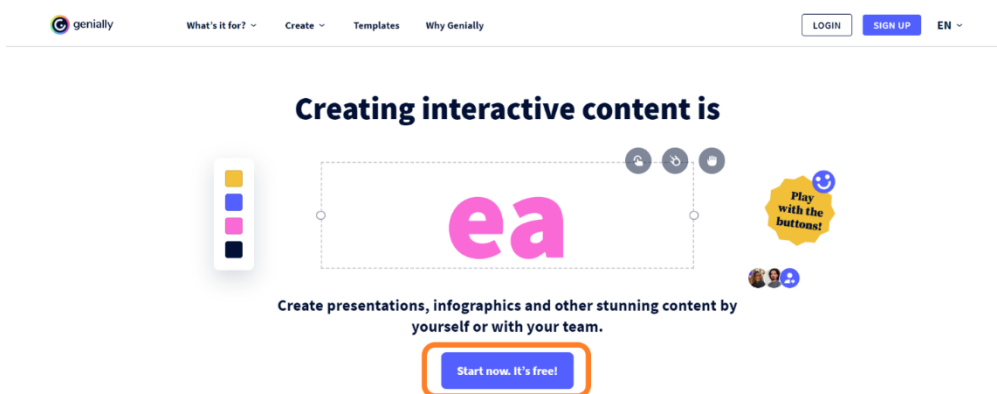 genially
What's it for?
Create
Templates
Why Genially
LOGIN
SIGN UP
EN
Creating interactive content is
ea
Play
with the
buttons!
Create presentations, infographics and other stunning content by
yourself or with your team.
Start now. It's free!